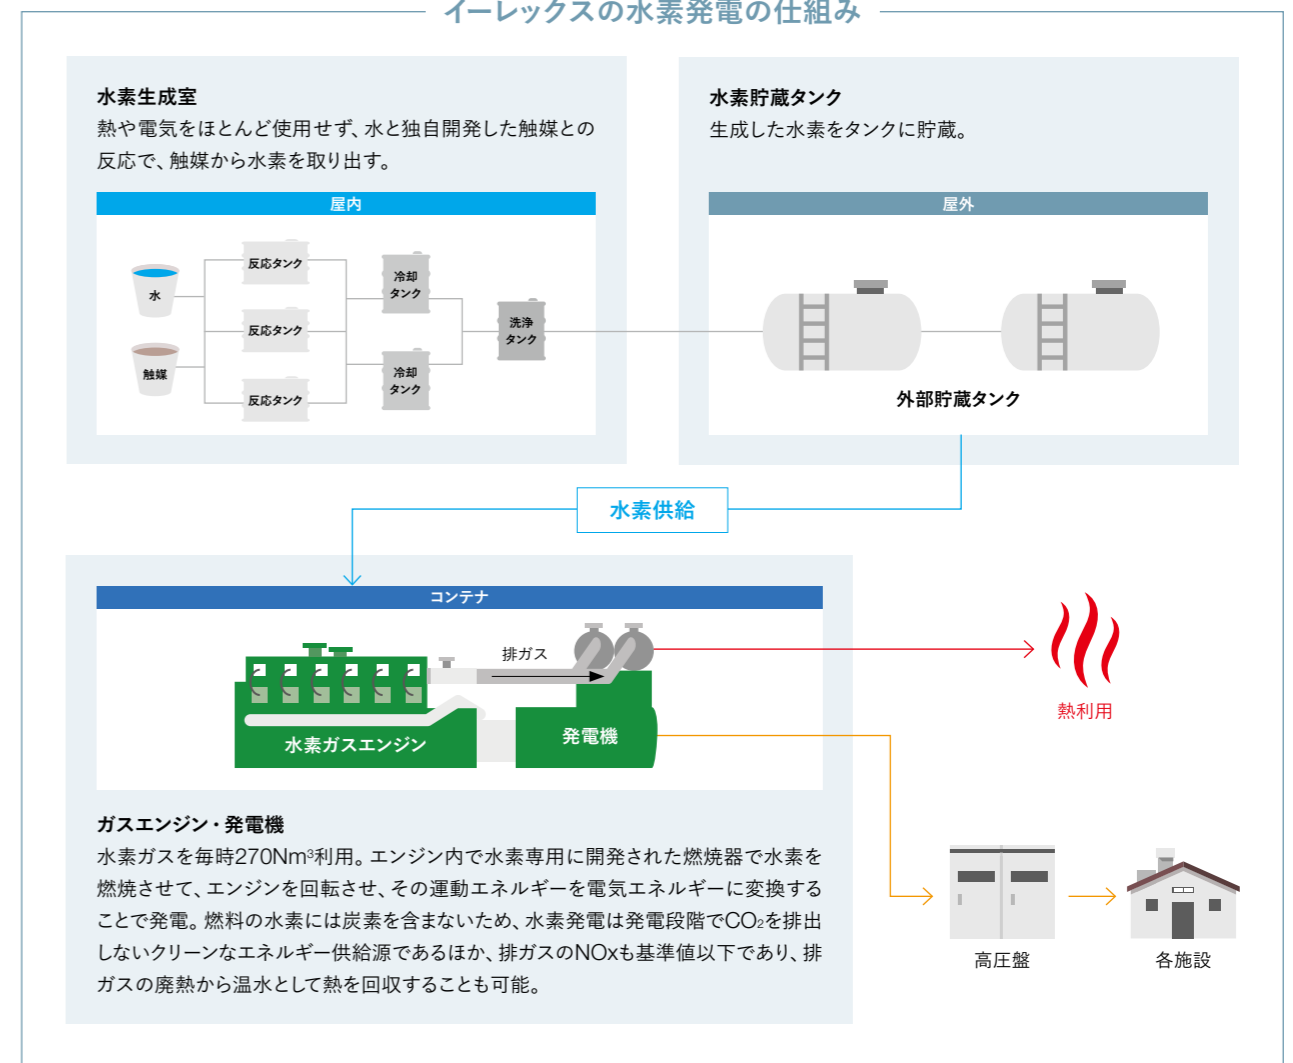 イーレックスの水素発電の仕組み
水素生成室
熱や電気をほとんど使用せず、水と独自開発した触媒との
反応で、触媒から水素を取り出す。
屋内
水
触媒
反応タンク
反応タンク
反応タンク
冷却
タンク
冷却
タンク
洗浄
タンク
水素貯蔵タンク
生成した水素をタンクに貯蔵。
屋外
外部貯蔵タンク
水素供給
コンテナ
排ガス
水素ガスエンジン
発電機
熱利用
高圧盤
各施設
ガスエンジン・発電機
水素ガスを毎時270Nm³利用。エンジン内で水素専用に開発された燃焼器で水素を
燃焼させて、エンジンを回転させ、その運動エネルギーを電気エネルギーに変換する
ことで発電。燃料の水素には炭素を含まないため、水素発電は発電段階でCO₂を排出
しないクリーンなエネルギー供給源であるほか、排ガスのNOxも基準値以下であり、排
ガスの廃熱から温水として熱を回収することも可能。